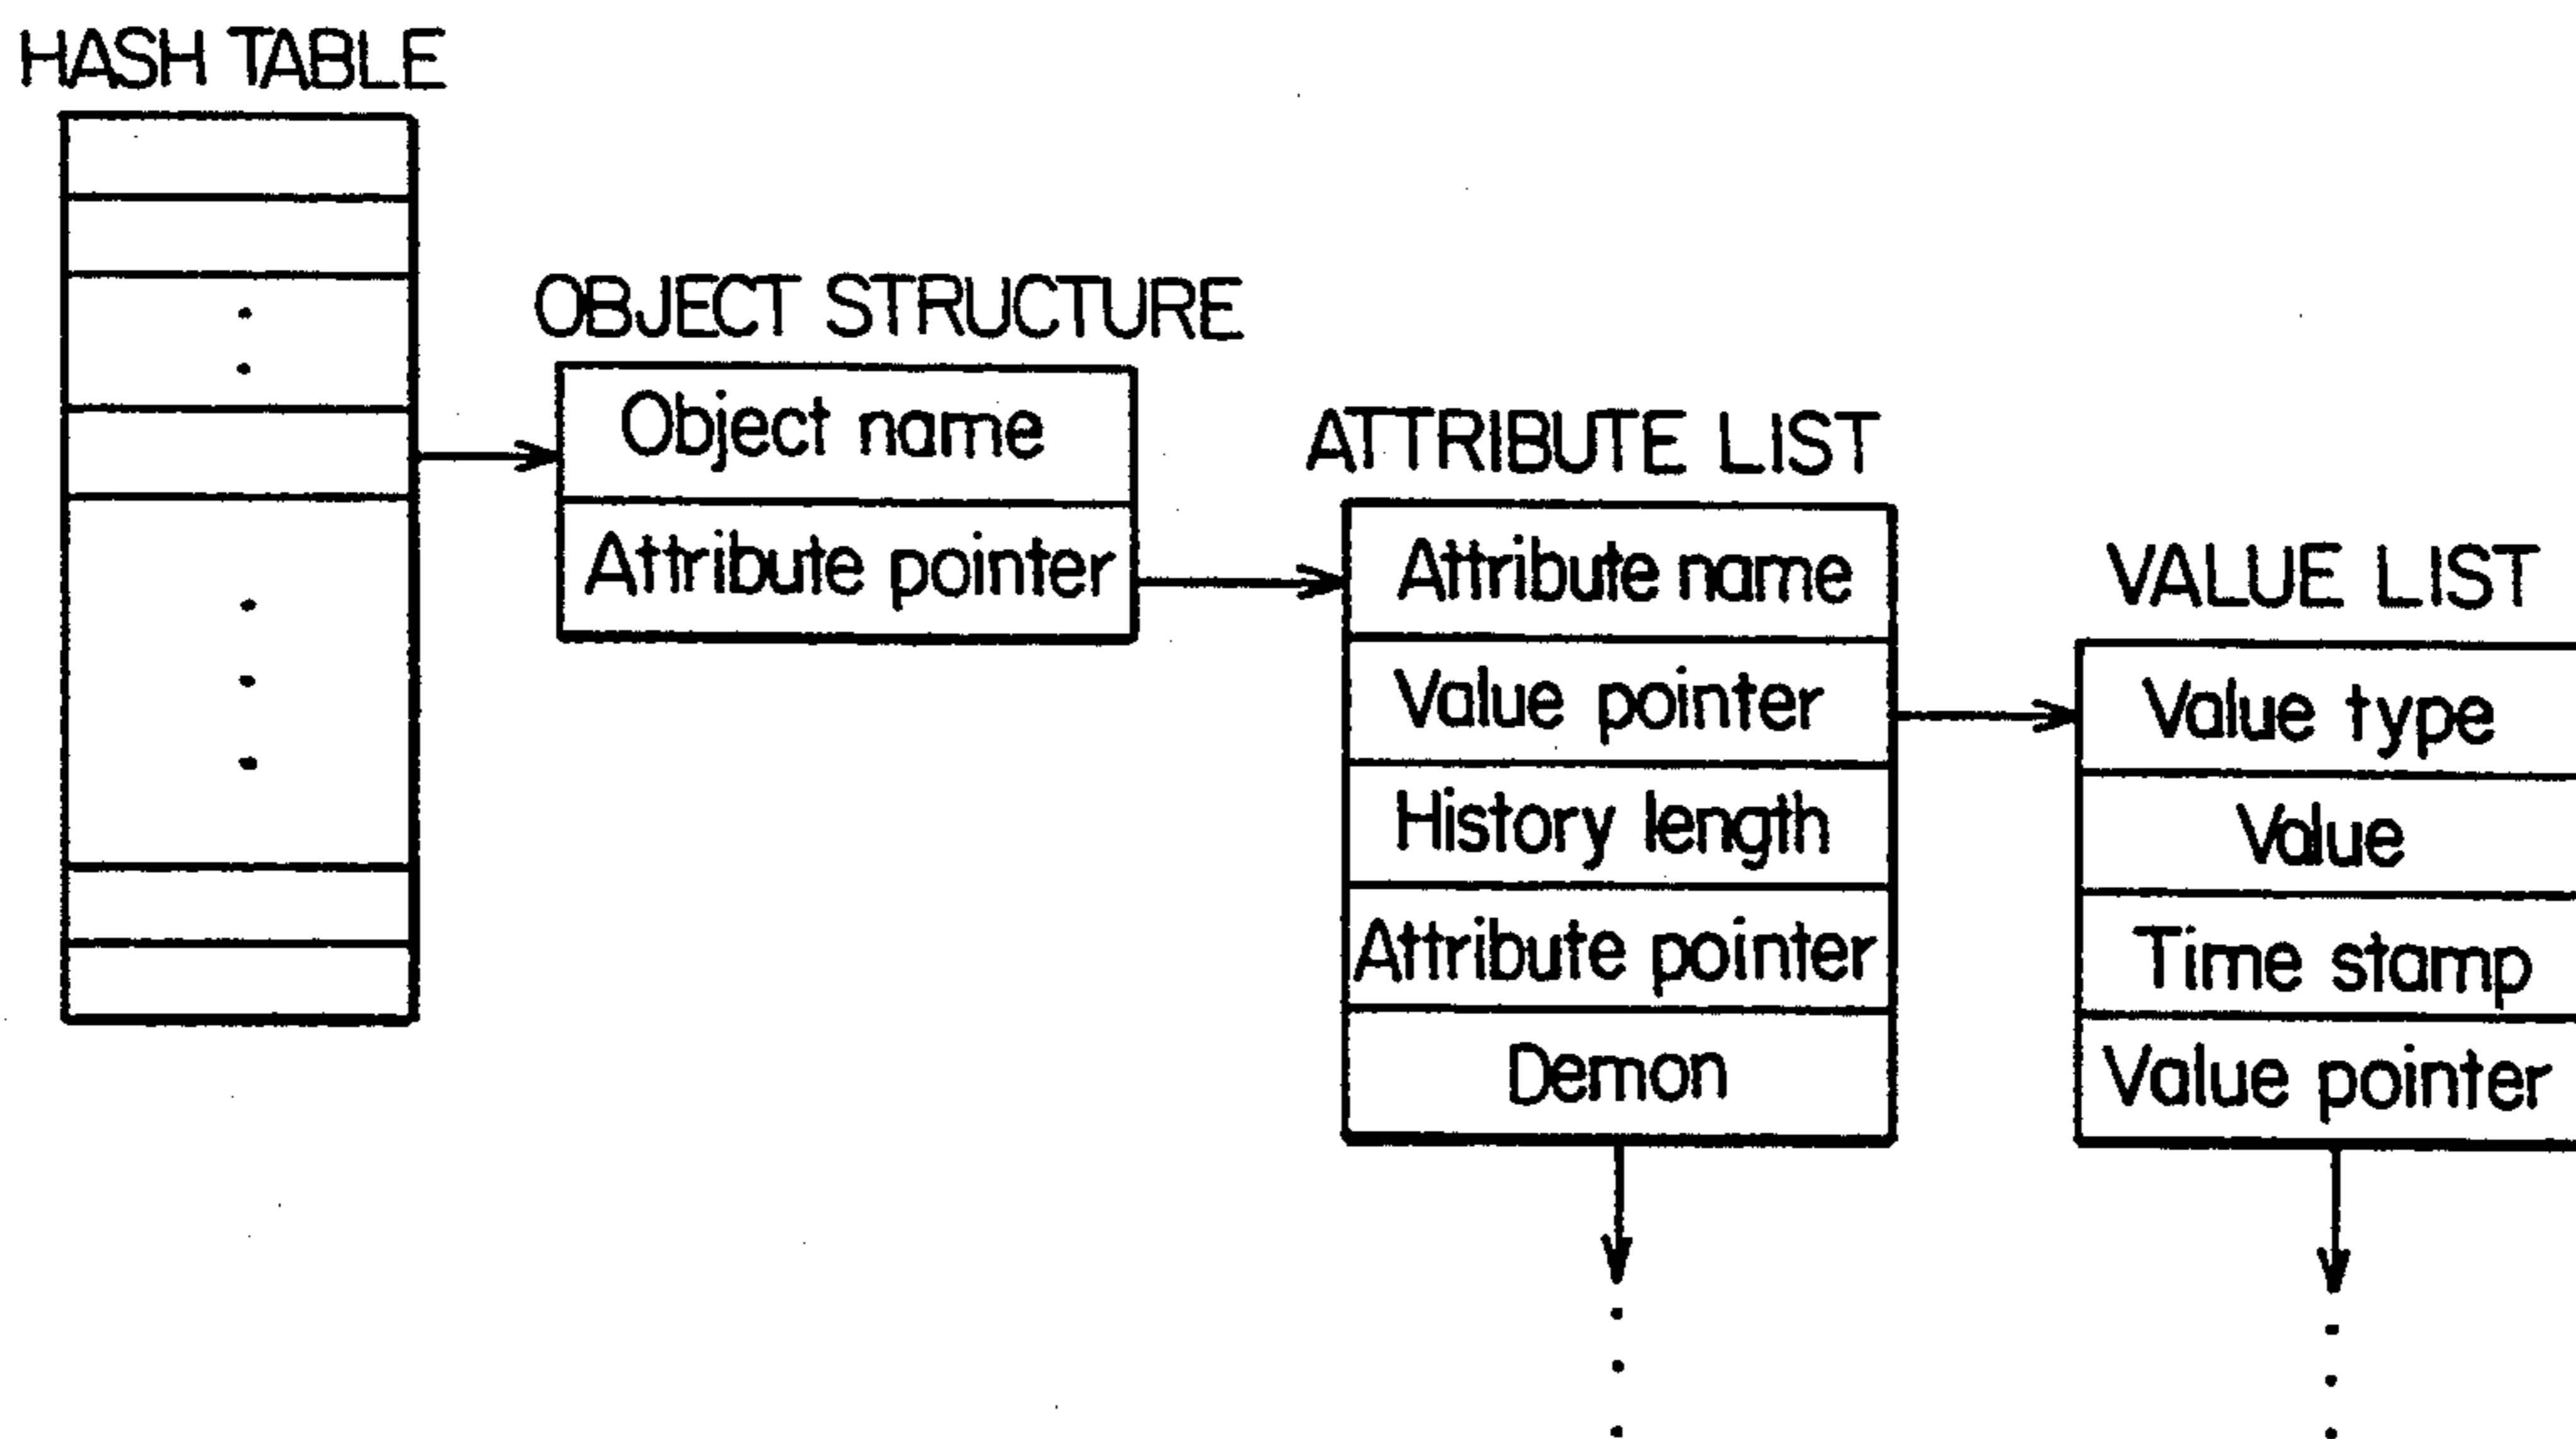 HASH TABLE
OBJECT STRUCTURE
Object name
Attribute pointer
ATTRIBUTE LIST
Attribute name
Value pointer
History length
Attribute pointer
Demon
VALUE LIST
Value type
Value
Time stamp
Value pointer